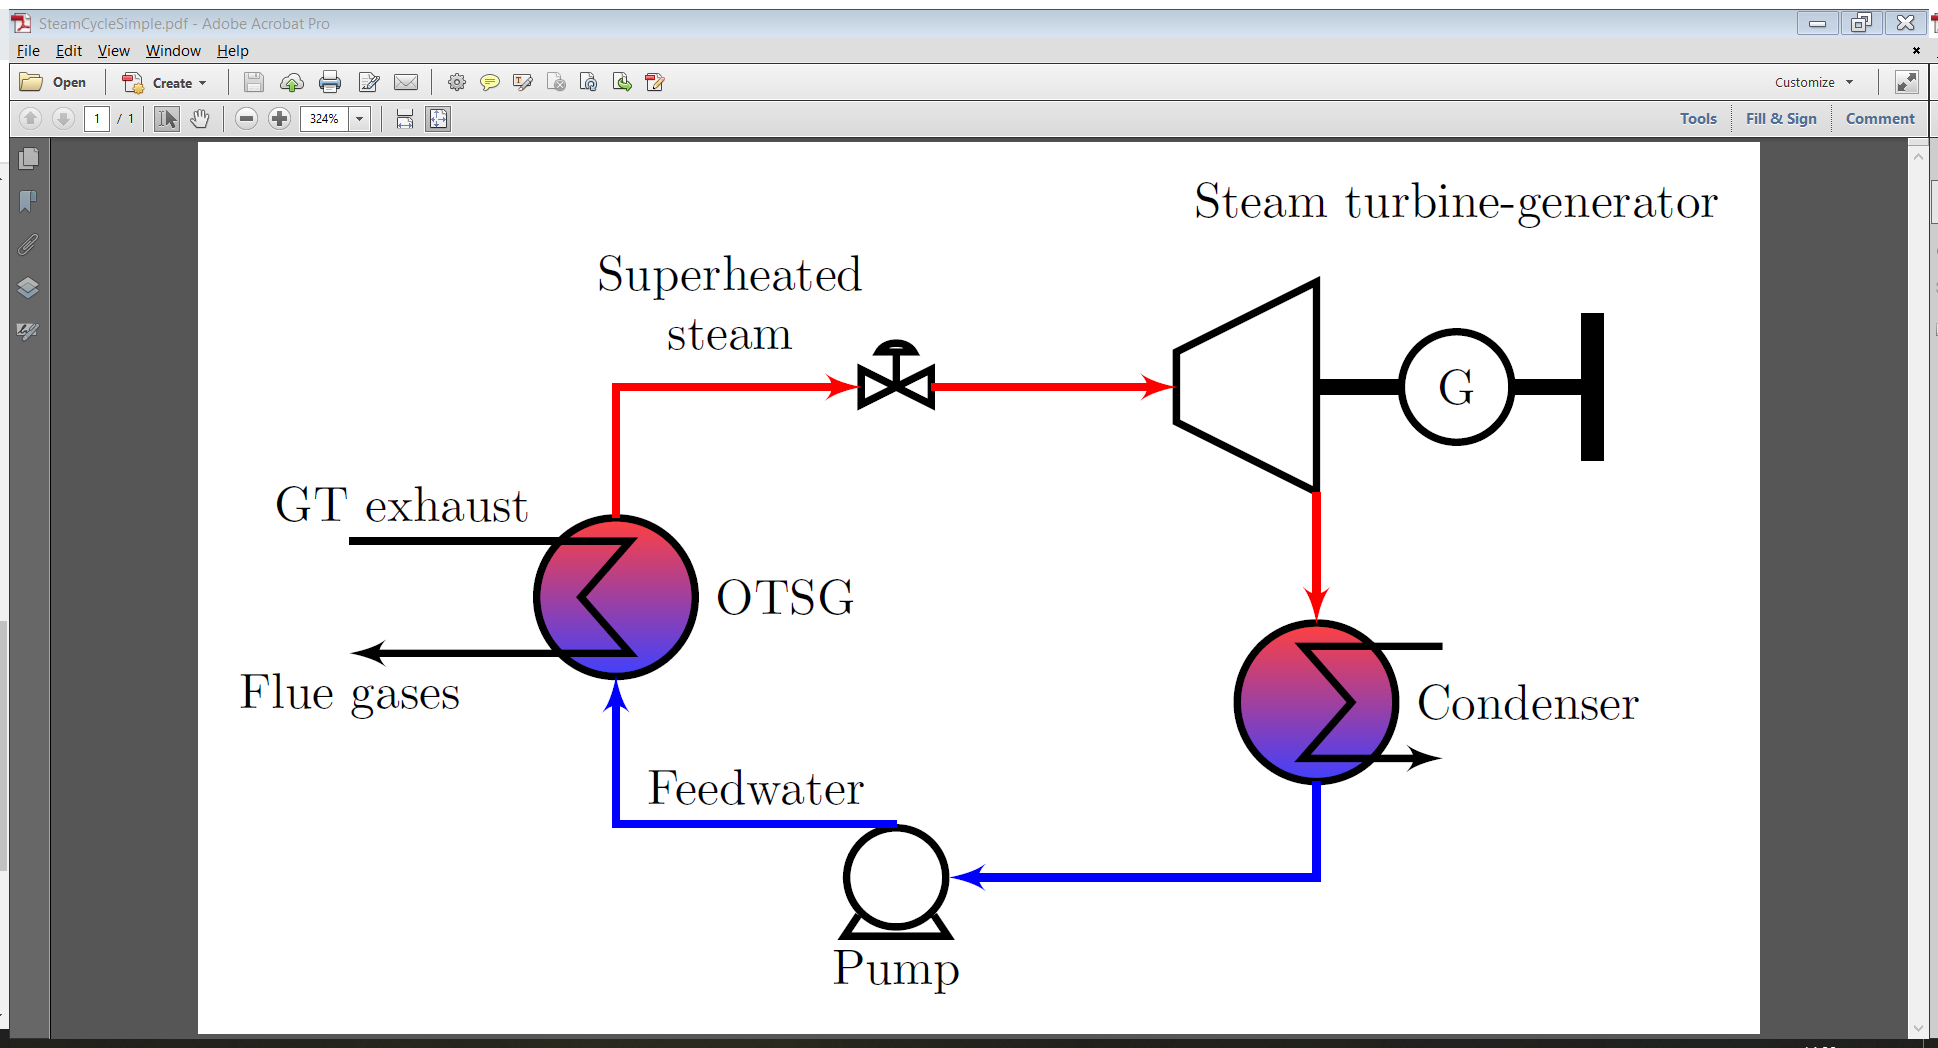 SteamCycleSimple.pdf - Adobe Acrobat Pro
File Edit View Window Help
Open Create Customize
1 / 1 324% Tools Fill & Sign Comment
Steam turbine-generator
Superheated
steam
G
GT exhaust
OTSG
Flue gases
Condenser
Feedwater
Pump